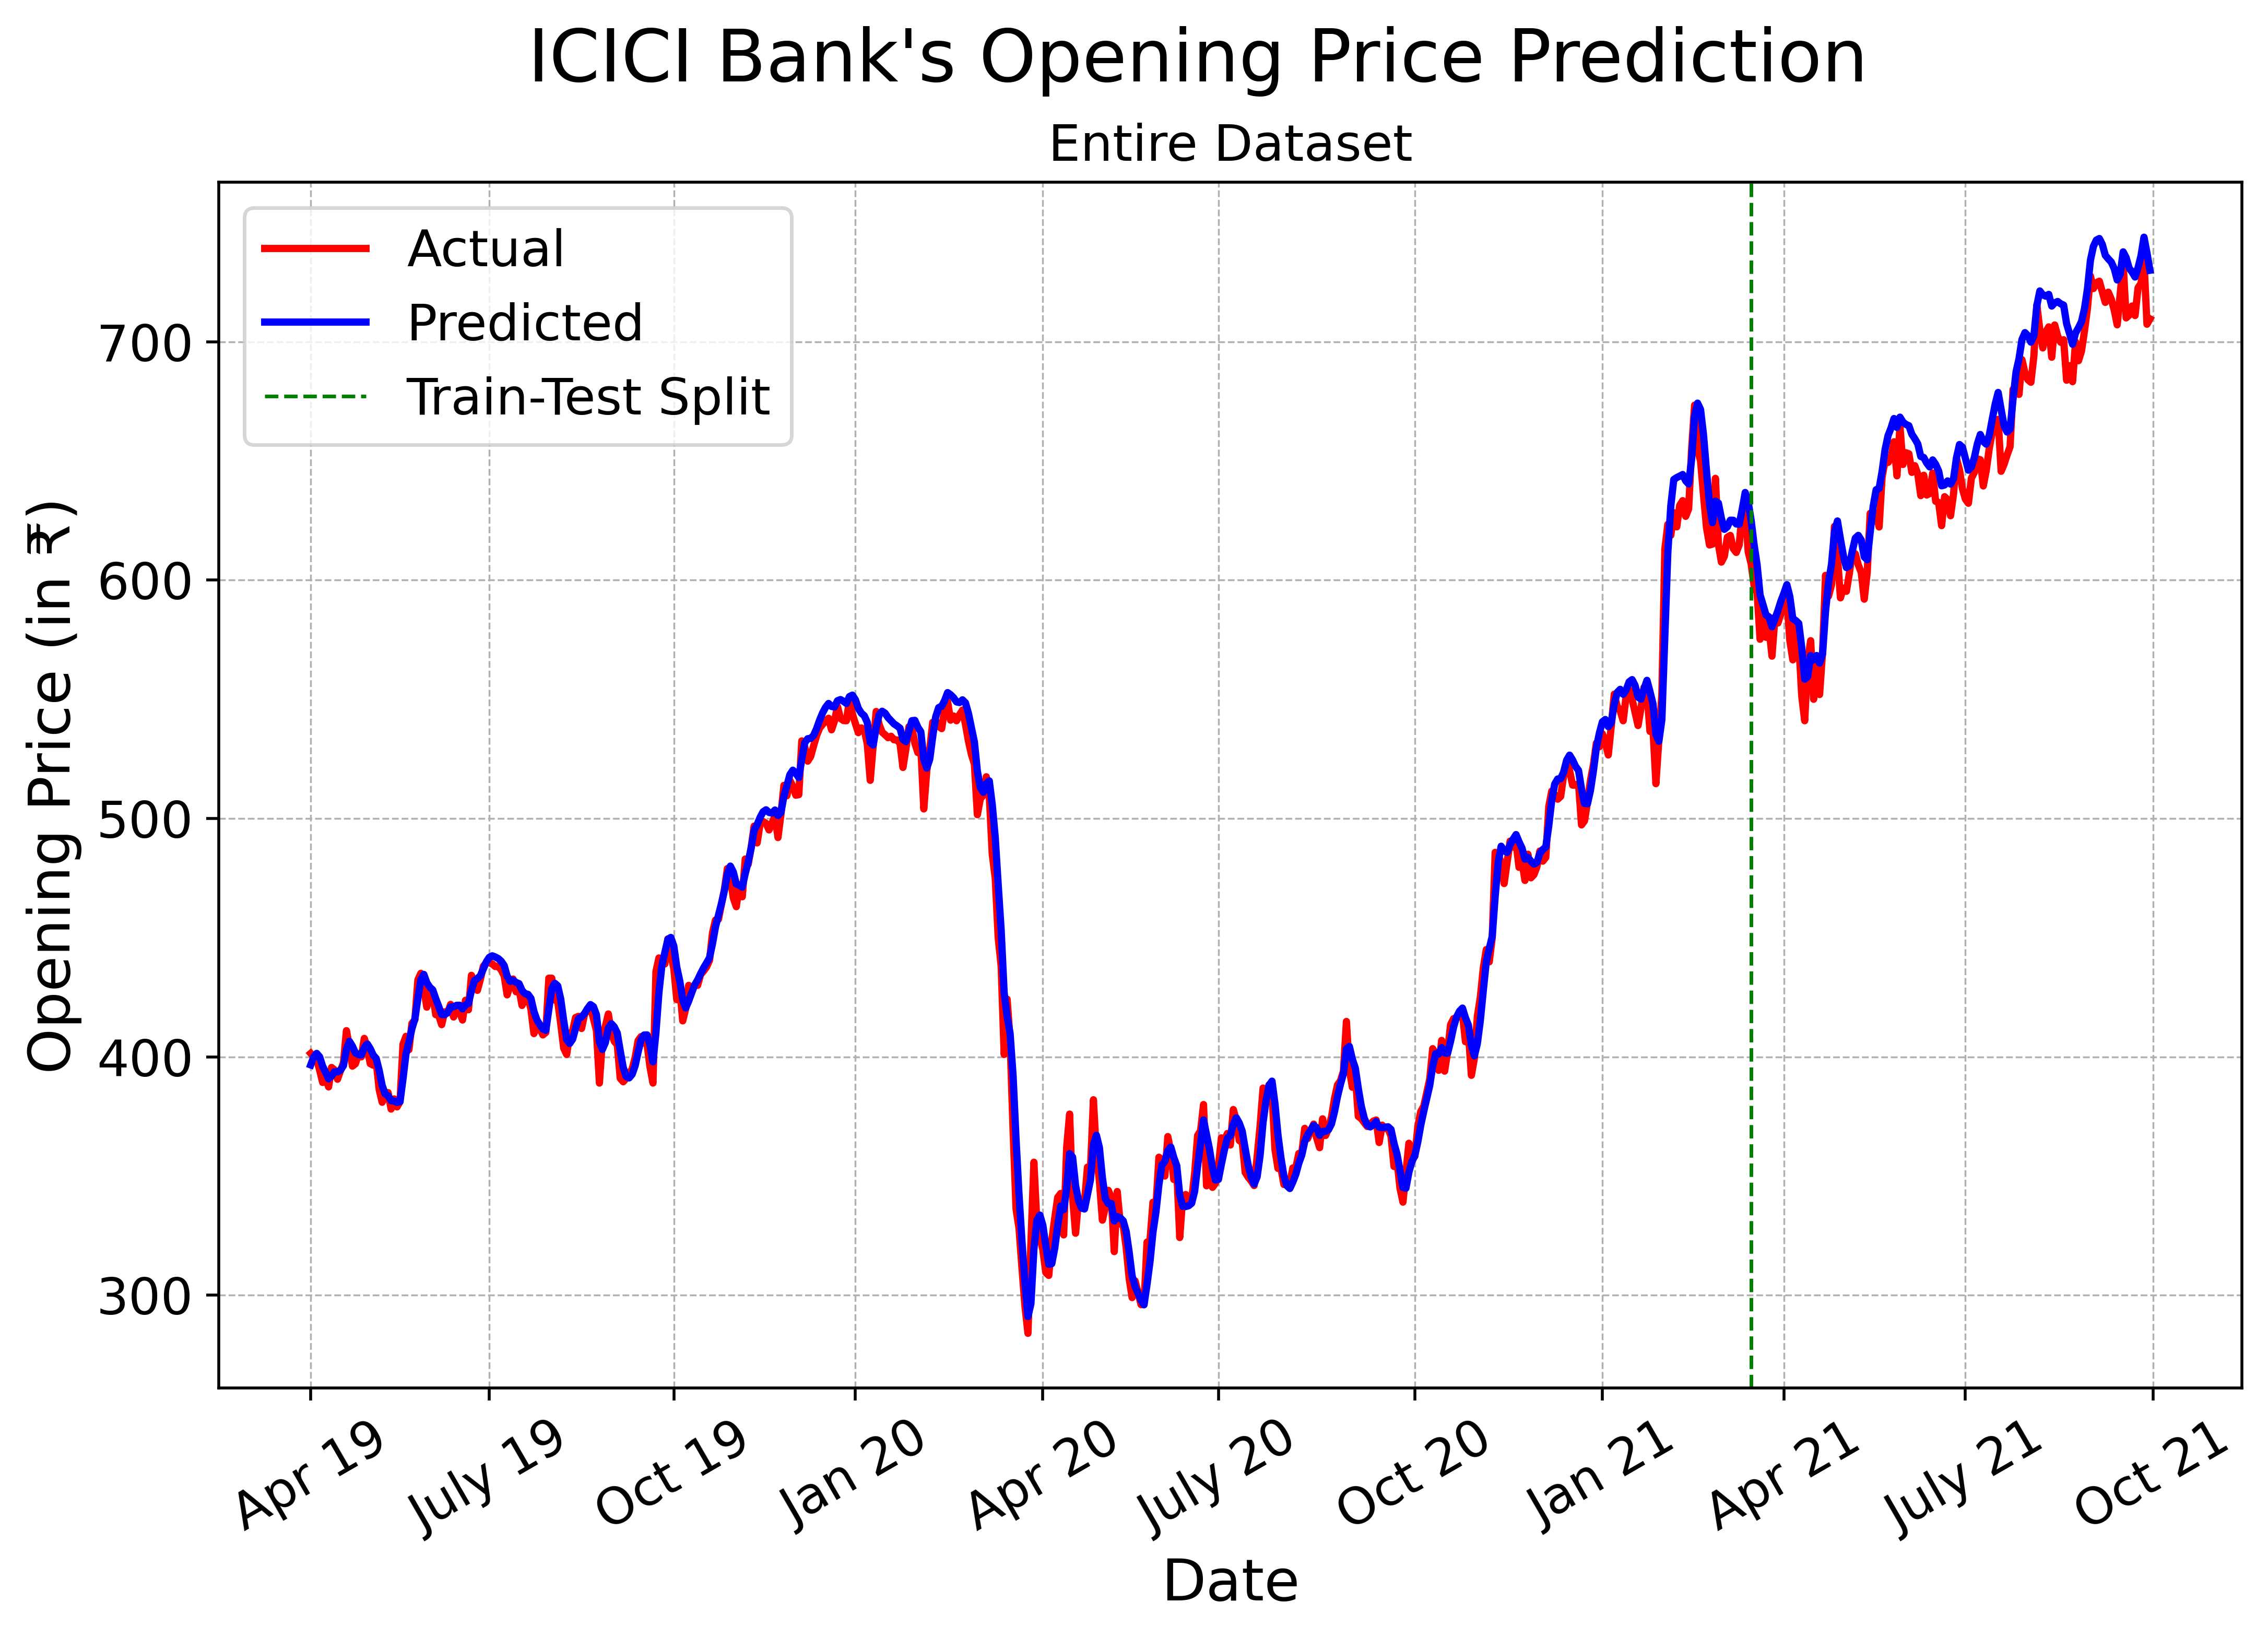 ICICI Bank's Opening Price Prediction
Entire Dataset
Actual
Predicted
Train-Test Split
Opening Price (in ₹)
700
600
500
400
300
Apr 19
July 19
Oct 19
Jan 20
Apr 20
July 20
Oct 20
Jan 21
Apr 21
July 21
Oct 21
Date